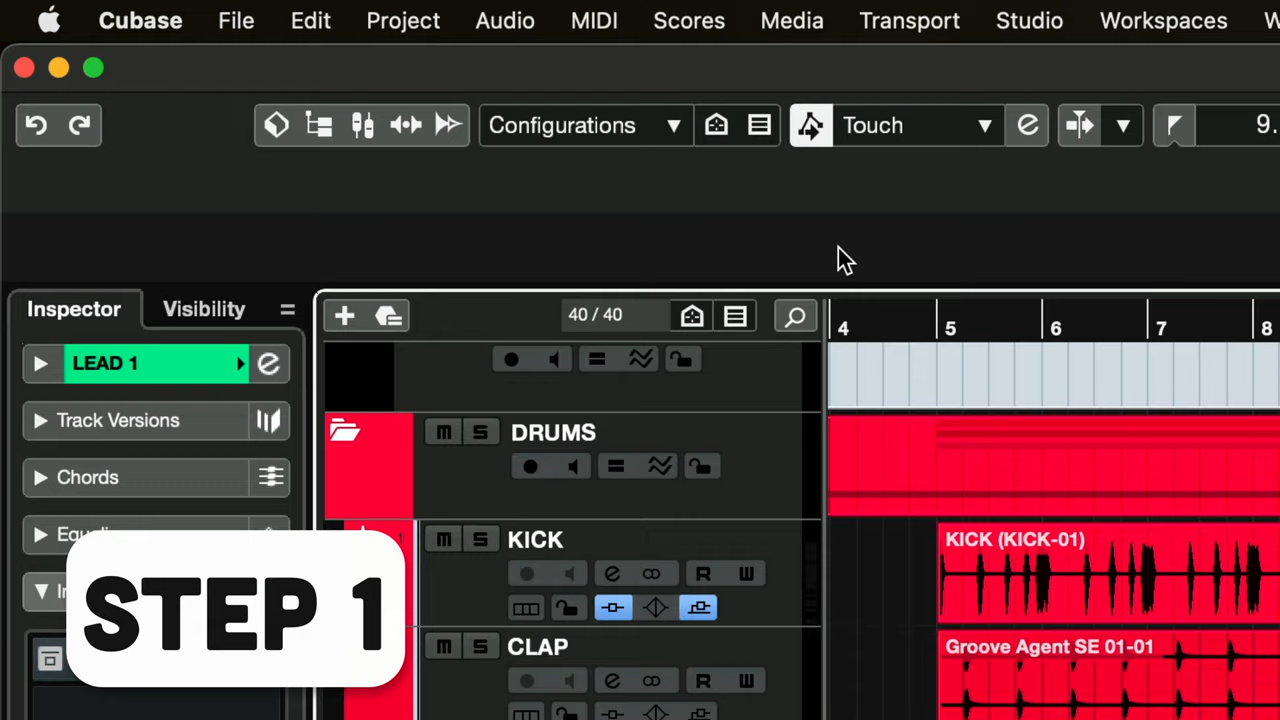 Cubase File Edit Project Audio MIDI Scores Media Transport Studio Workspaces
Configurations Touch 9.
Inspector Visibility
40 / 40
4 5 6 7 8
LEAD 1
Track Versions
M S DRUMS
Chords
M S KICK
KICK (KICK-01)
R W
STEP 1
M S CLAP
Groove Agent SE 01-01
R W